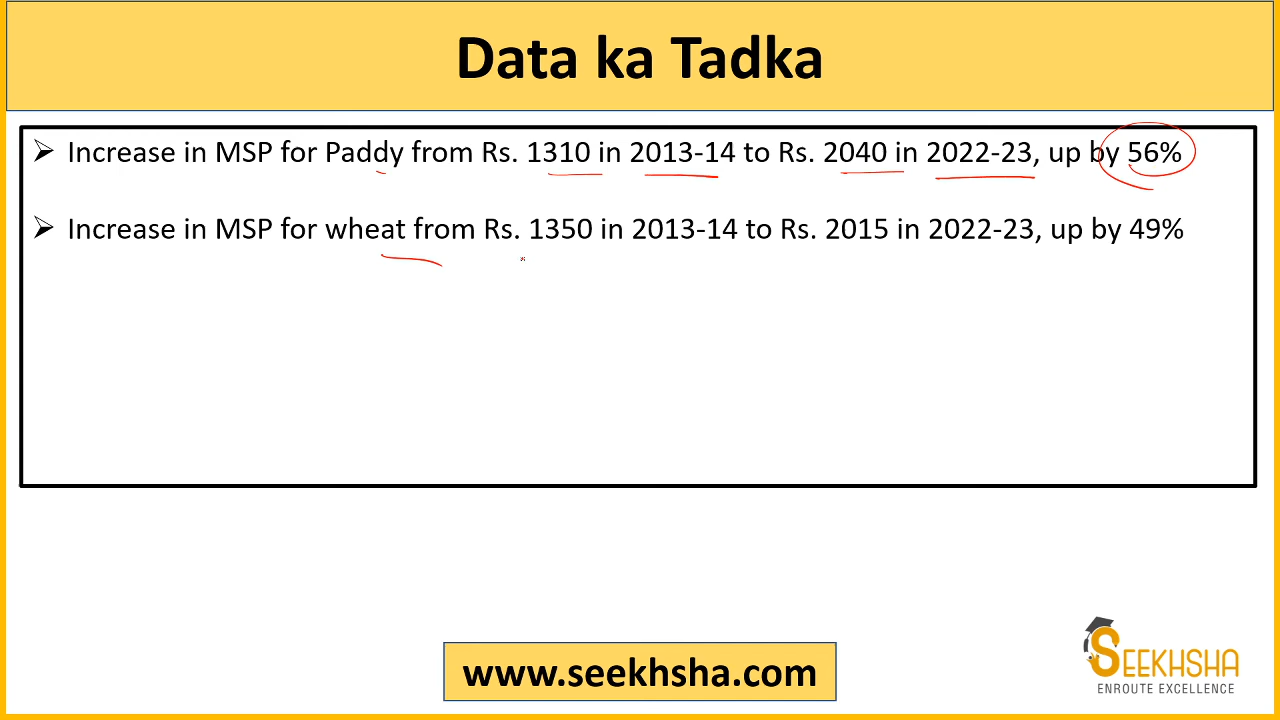 Data ka Tadka
➢ Increase in MSP for Paddy from Rs. 1310 in 2013-14 to Rs. 2040 in 2022-23, up by 56%
➢ Increase in MSP for wheat from Rs. 1350 in 2013-14 to Rs. 2015 in 2022-23, up by 49%
www.seekhsha.com
SEEKHSHA
ENROUTE EXCELLENCE